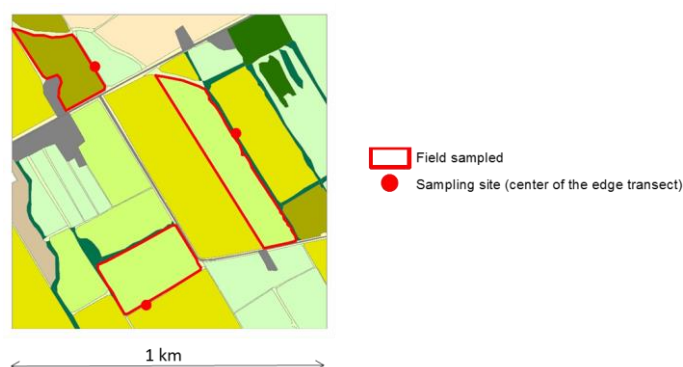 Field sampled
Sampling site (center of the edge transect)
1 km